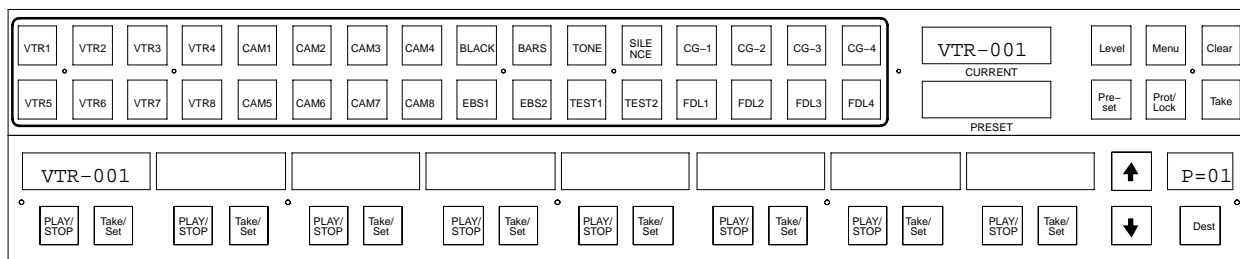 VTR1 VTR2 VTR3 VTR4 CAM1 CAM2 CAM3 CAM4 BLACK BARS TONE SILE NCE CG-1 CG-2 CG-3 CG-4 VTR-001 Level Menu Clear
CURRENT
VTR5 VTR6 VTR7 VTR8 CAM5 CAM6 CAM7 CAM8 EBS1 EBS2 TEST1 TEST2 FDL1 FDL2 FDL3 FDL4 Pre-set Prot/Lock Take
PRESET
VTR-001 P=01
PLAY/STOP Take/Set PLAY/STOP Take/Set PLAY/STOP Take/Set PLAY/STOP Take/Set PLAY/STOP Take/Set PLAY/STOP Take/Set PLAY/STOP Take/Set PLAY/STOP Take/Set Dest